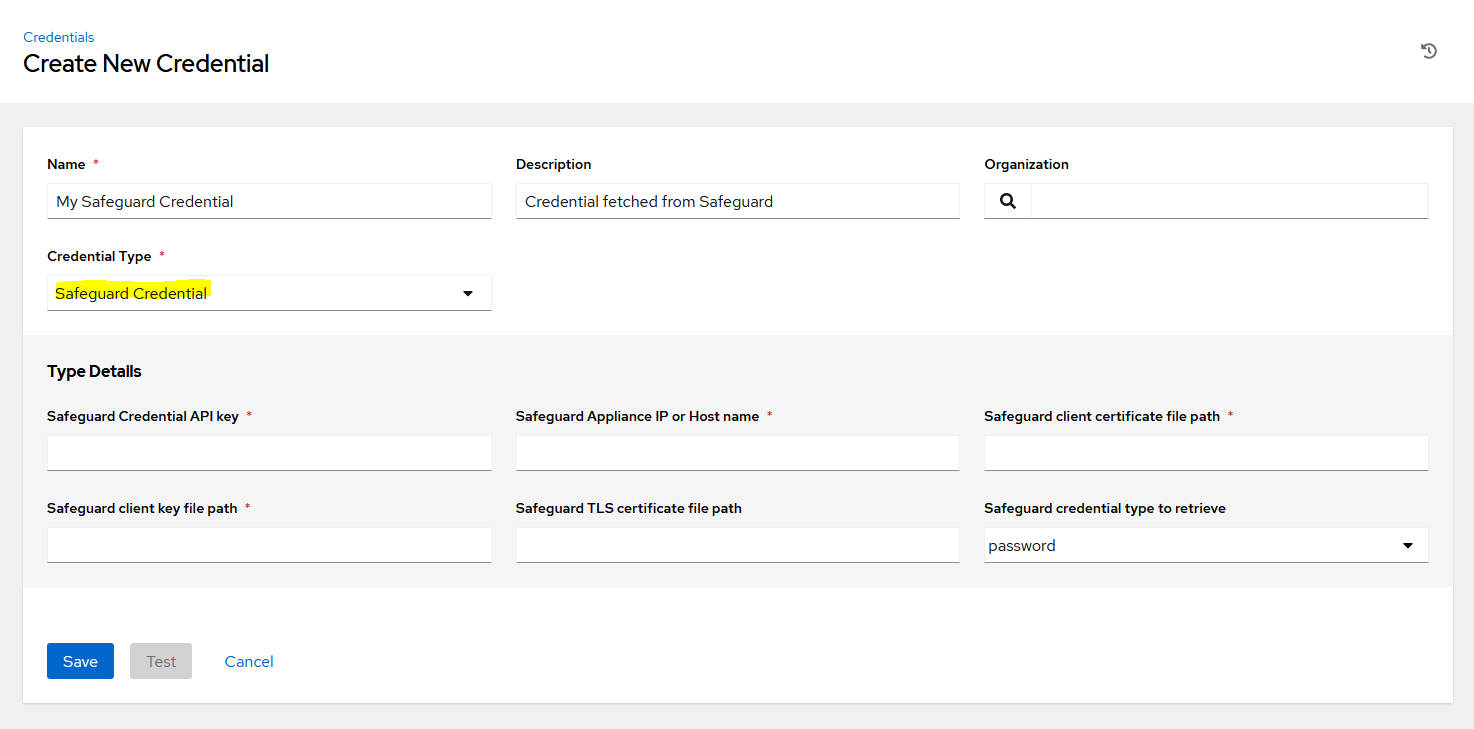 Credentials
Create New Credential
Name *
Description
Organization
My Safeguard Credential
Credential fetched from Safeguard
Credential Type *
Safeguard Credential
Type Details
Safeguard Credential API key *
Safeguard Appliance IP or Host name *
Safeguard client certificate file path *
Safeguard client key file path *
Safeguard TLS certificate file path
Safeguard credential type to retrieve
password
Save
Test
Cancel